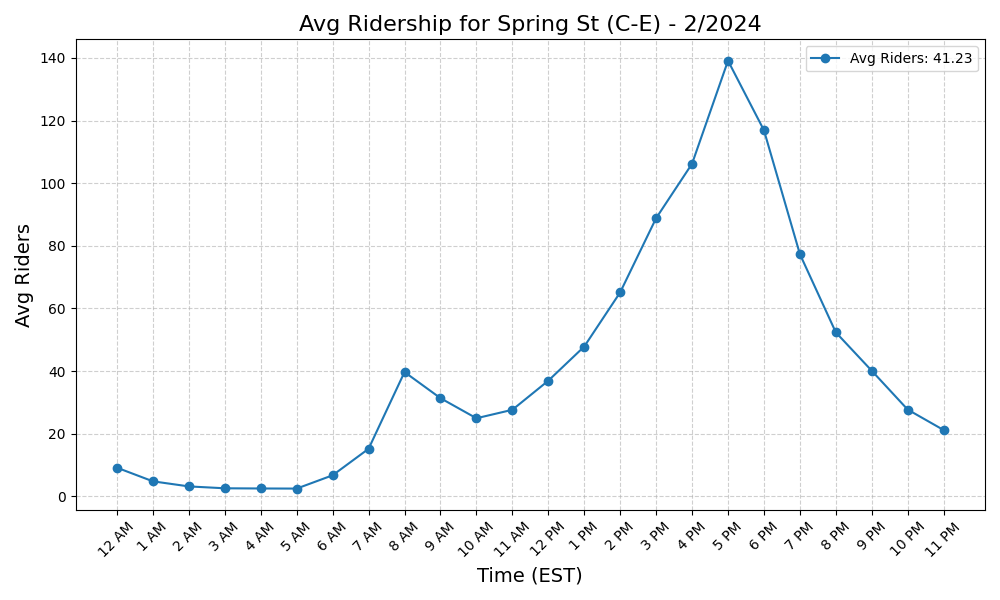 Avg Ridership for Spring St (C-E) - 2/2024
Avg Riders: 41.23
Avg Riders
140
120
100
80
60
40
20
0
12 AM
1 AM
2 AM
3 AM
4 AM
5 AM
6 AM
7 AM
8 AM
9 AM
10 AM
11 AM
12 PM
1 PM
2 PM
3 PM
4 PM
5 PM
6 PM
7 PM
8 PM
9 PM
10 PM
11 PM
Time (EST)